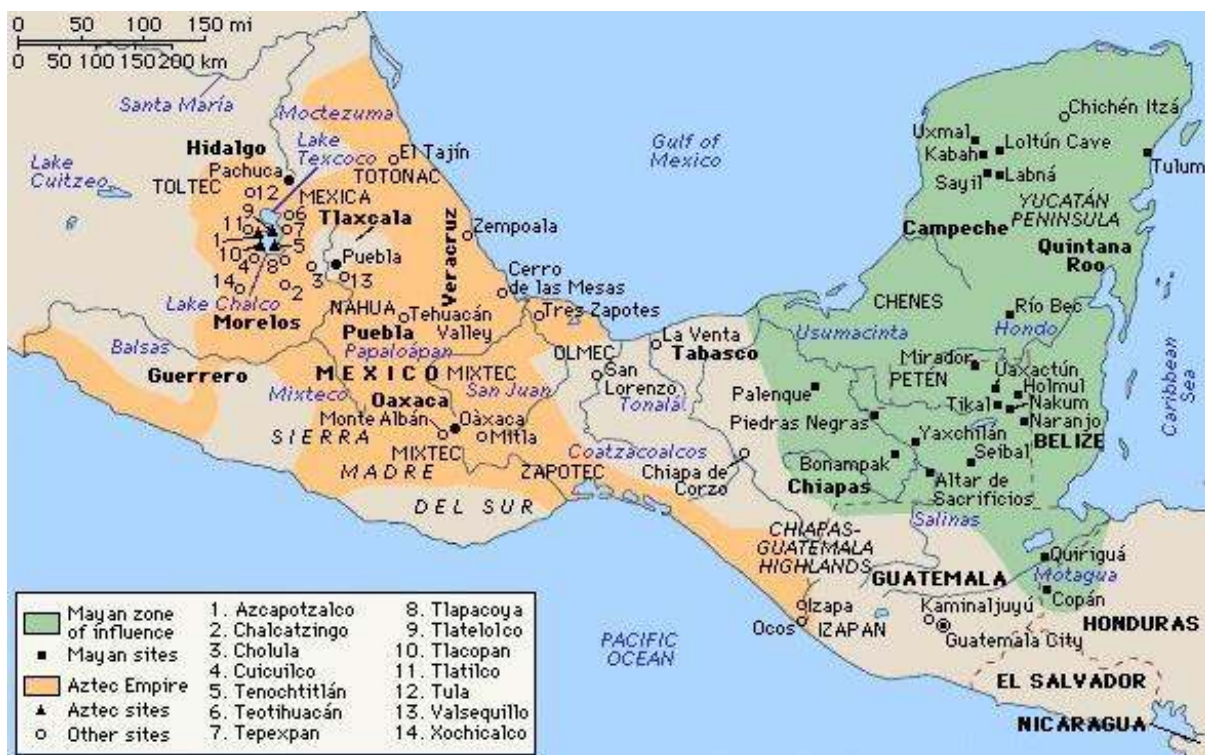 0 50 100 150 mi
0 50 100 150 200 km
Santa María
Moctezuma
Lake
Texcoco
Hidalgo
Pachuca
Lake
Cuitzeo
TOLTEC
12
MEXICA
El Tajín
TOTONAC
9
6
11
7
Tlaxcala
1
5
10
Puebla
4
8
3
13
14
2
Lake Chalco
Morelos
NAHUA
Veracruz
Zempoala
Cerro
de las Mesas
Tehuacán
Valley
Puebla
Papaloápan
Tres Zapotes
Balsas
Guerrero
MÉXICO
MIXTEC
Mixteco
Oaxaca
San Juan
Monte Albán
Oàxaca
Mitla
MIXTEC
ZAPOTEC
SIERRA
MADRE
DEL SUR
OLMEC
San
Lorenzo
La Venta
Tabasco
Tonalá
Coatzacoalcos
Chiapa de
Corzo
Gulf of
Mexico
Chichén Itzá
Uxmal
Kabah
Loltún Cave
Sayil
Labná
Tulum
YUCATÁN
PENINSULA
Campeche
Quintana
Roo
CHENES
Río Bec
Usumacinta
Hondo
Mirador
PETÉN
Uaxactún
Holmul
Palenque
Tikal
Nakum
Naranjo
Piedras Negras
BELIZE
Yaxchilán
Seibal
Bonampak
Chiapas
Altar de
Sacrificios
Salinas
Caribbean
Sea
CHIAPAS-
GUATEMALA
HIGHLANDS
Quiriguá
GUATEMALA
Motagua
Copán
Izapa
Ocos
IZAPAN
Kaminaljuyú
Guatemala City
HONDURAS
EL SALVADOR
NICARAGUA
PACIFIC
OCEAN
Mayan zone
of influence
Mayan sites
Aztec Empire
Aztec sites
Other sites
1. Azcapotzalco
2. Chalcatzingo
3. Cholula
4. Cuicuilco
5. Tenochtitlán
6. Teotihuacán
7. Tepexpan
8. Tlapacoya
9. Tlatelolco
10. Tlacopan
11. Tlatilco
12. Tula
13. Valsequillo
14. Xochicalco